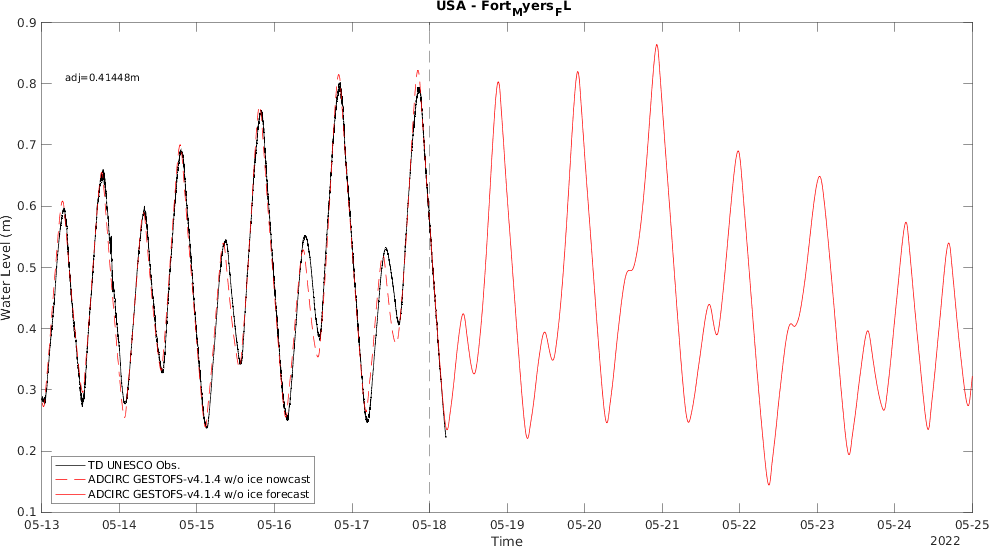 USA - Fort_Myers_FL
adj=0.41448m
0.9
0.8
0.7
0.6
0.5
0.4
0.3
0.2
0.1
Water Level (m)
TD UNESCO Obs.
ADCIRC GESTOFS-v4.1.4 w/o ice nowcast
ADCIRC GESTOFS-v4.1.4 w/o ice forecast
05-13 05-14 05-15 05-16 05-17 05-18 05-19 05-20 05-21 05-22 05-23 05-24 05-25
Time
2022